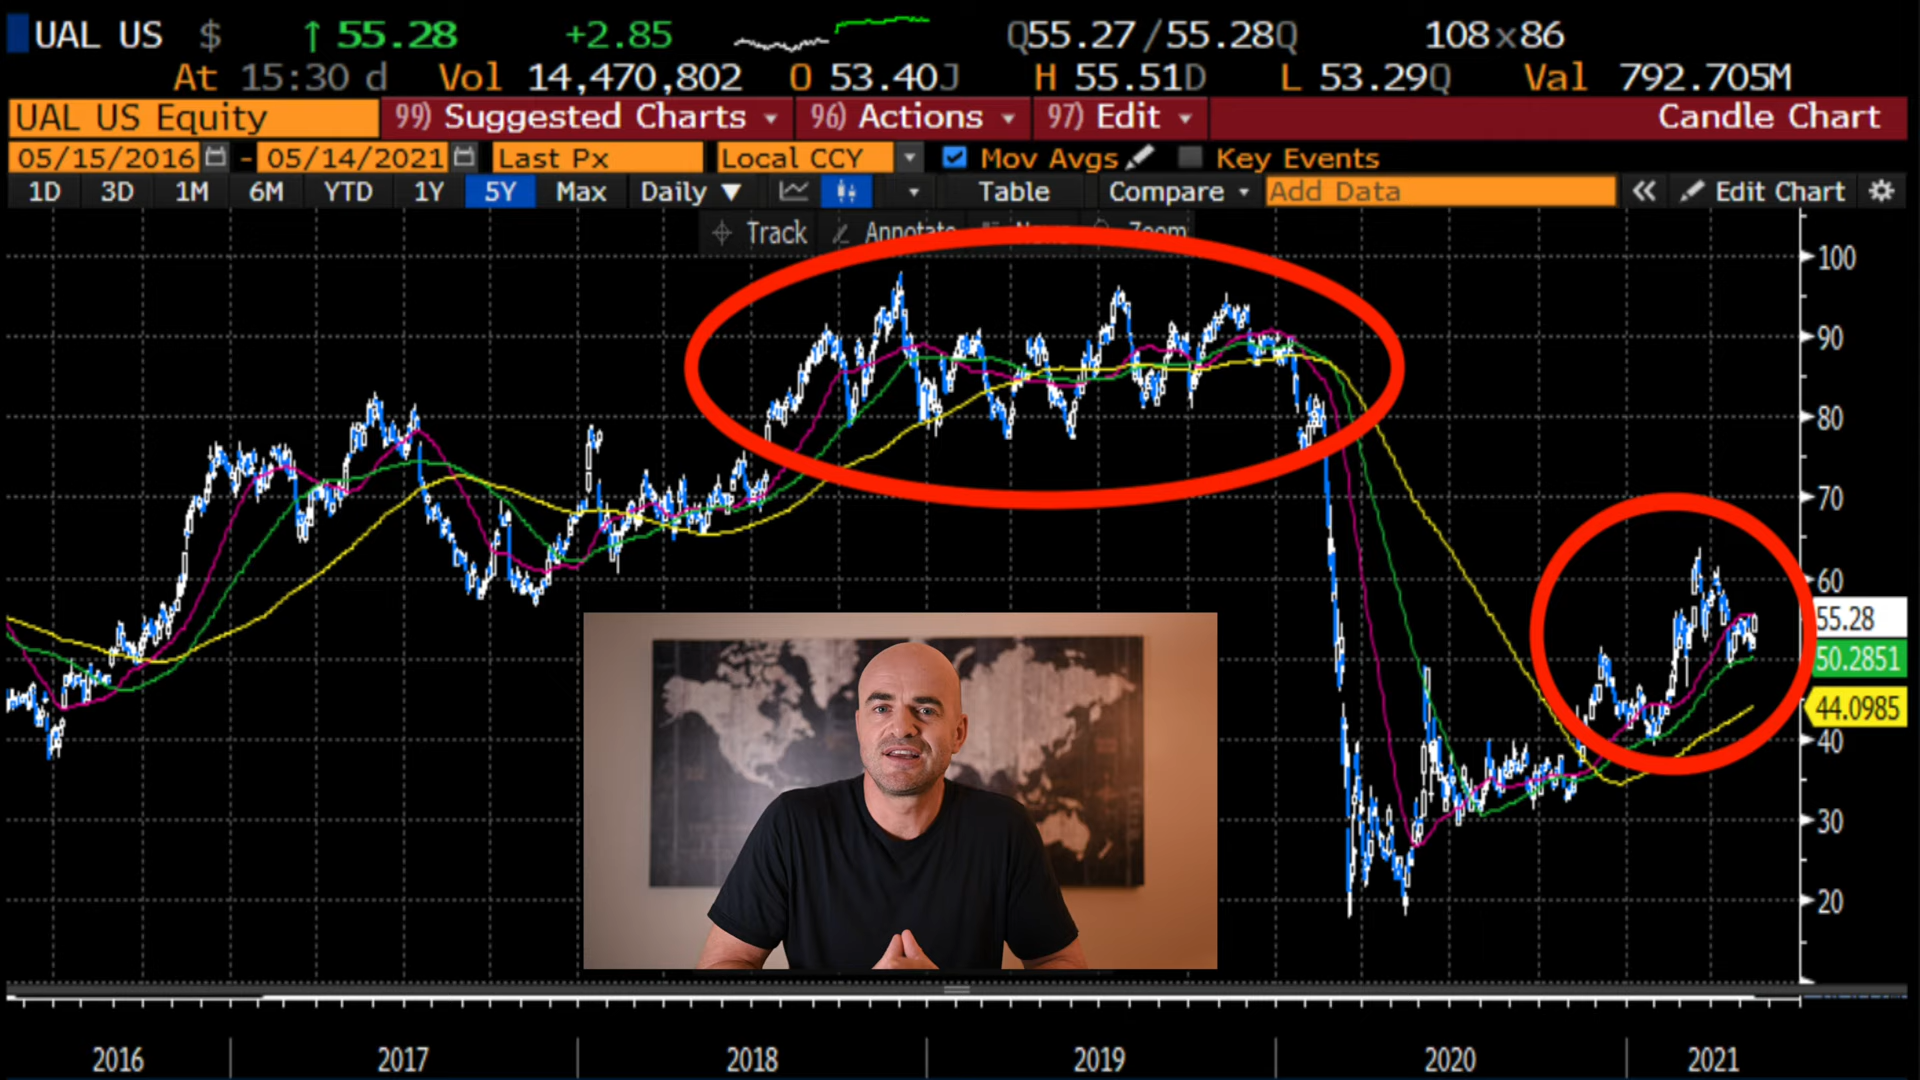 UAL US $ ↑ 55.28 +2.85 Q55.27 / 55.28Q 108 x 86
At 15:30 d Vol 14,470,802 O 53.40J H 55.51D L 53.29Q Val 792.705M
UAL US Equity 99) Suggested Charts 96) Actions 97) Edit Candle Chart
05/15/2016 - 05/14/2021 Last Px Local CCY Mov Avgs Key Events
1D 3D 1M 6M YTD 1Y 5Y Max Daily ▼ Table Compare Add Data « Edit Chart
Track Annotate Zoom
100
90
80
70
60
55.28
50.2851
44.0985
40
30
20
2016 2017 2018 2019 2020 2021